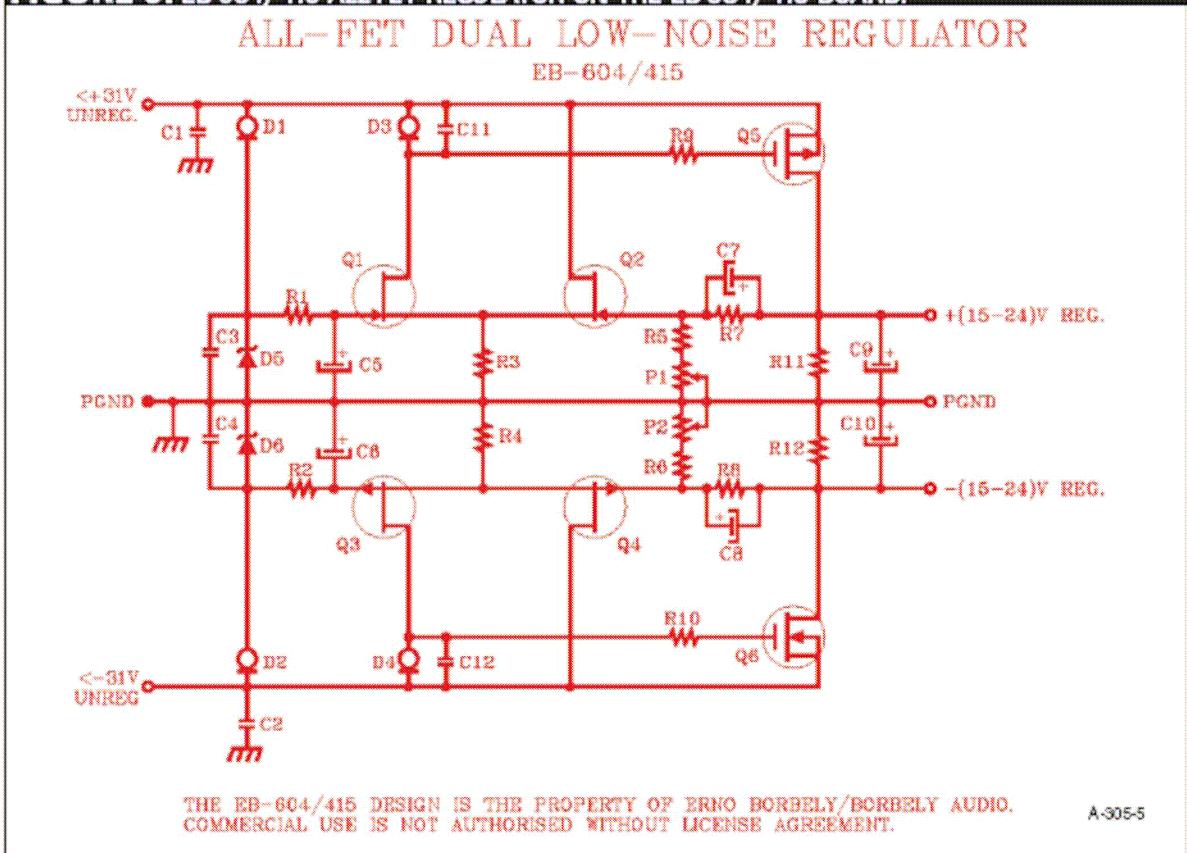 ALL-FET DUAL LOW-NOISE REGULATOR
EB-604/415
<+31V
UNREG.
C1
D1
D3
C11
R9
Q5
Q1
Q2
C7
R1
R5
R7
+(15-24)V REG.
C3
D5
C5
R3
P1
R11
C9
PGND
PGND
C4
D6
C6
R4
P2
R12
C10
R2
R6
R8
-(15-24)V REG.
Q3
Q4
C8
R10
Q6
<-31V
UNREG
D2
D4
C12
C2
THE EB-604/415 DESIGN IS THE PROPERTY OF ERNO BORBELY/BORBELY AUDIO.
COMMERCIAL USE IS NOT AUTHORISED WITHOUT LICENSE AGREEMENT.
A-305-5